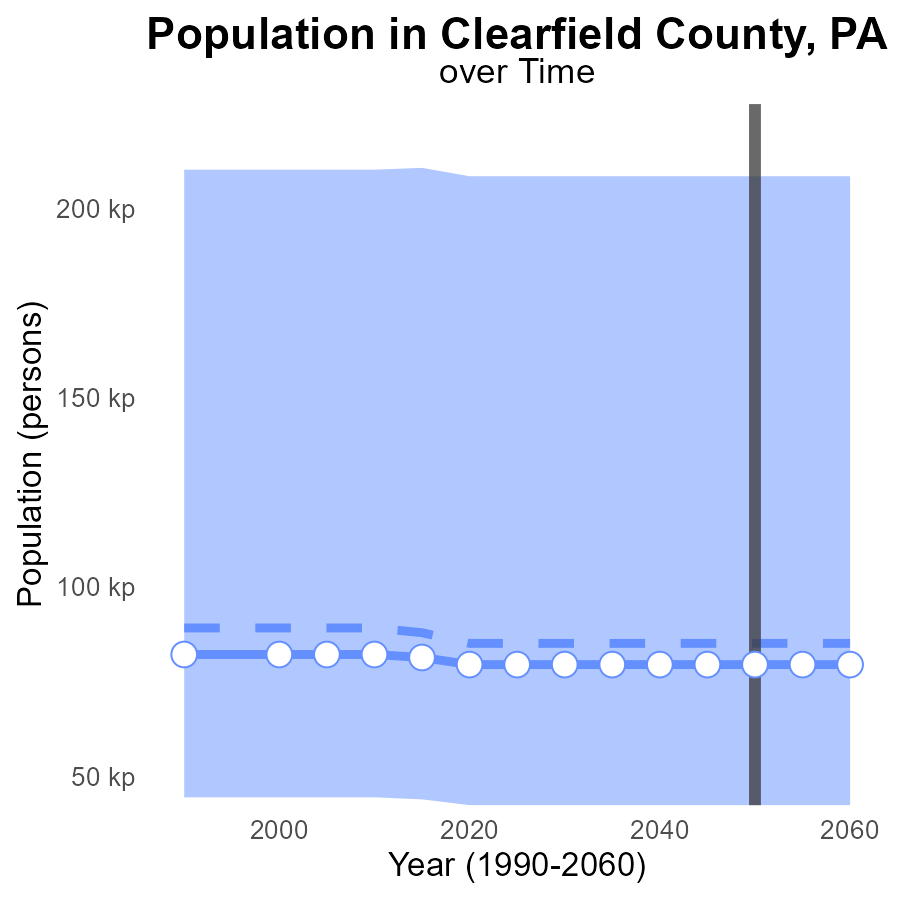 Population in Clearfield County, PA
over Time
Population (persons)
200 kp
150 kp
100 kp
50 kp
2000
2020
2040
2060
Year (1990-2060)